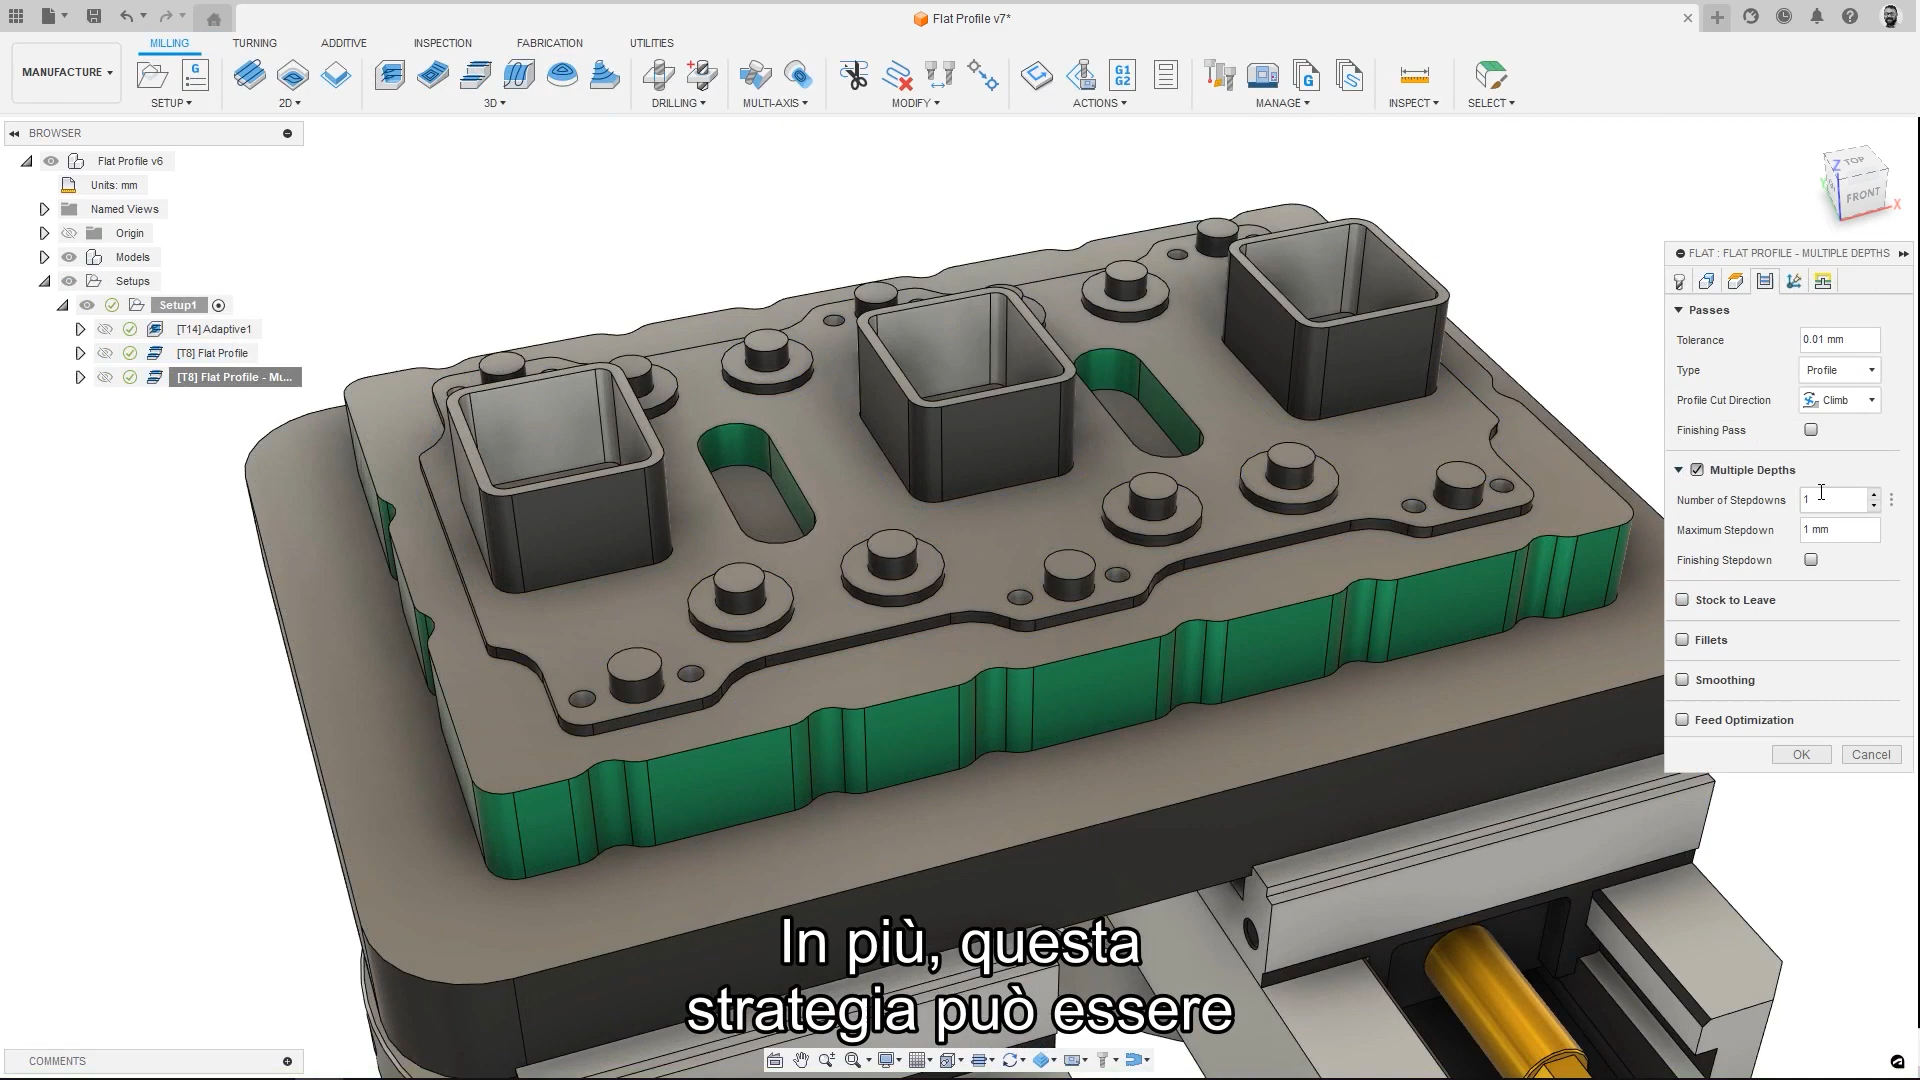 Flat Profile v7*
MILLING
TURNING
ADDITIVE
INSPECTION
FABRICATION
UTILITIES
MANUFACTURE
SETUP
2D
3D
DRILLING
MULTI-AXIS
MODIFY
ACTIONS
MANAGE
INSPECT
SELECT
G
G1
G2
G
BROWSER
Flat Profile v6
Units: mm
Named Views
Origin
Models
Setups
Setup1
[T14] Adaptive1
[T8] Flat Profile
[T8] Flat Profile - Mu...
Z
TOP
FRONT
X
FLAT : FLAT PROFILE - MULTIPLE DEPTHS
Passes
Tolerance 0.01 mm
Type Profile
Profile Cut Direction Climb
Finishing Pass
Multiple Depths
Number of Stepdowns 1
Maximum Stepdown 1 mm
Finishing Stepdown
Stock to Leave
Fillets
Smoothing
Feed Optimization
OK Cancel
In più, questa
strategia può essere
COMMENTS